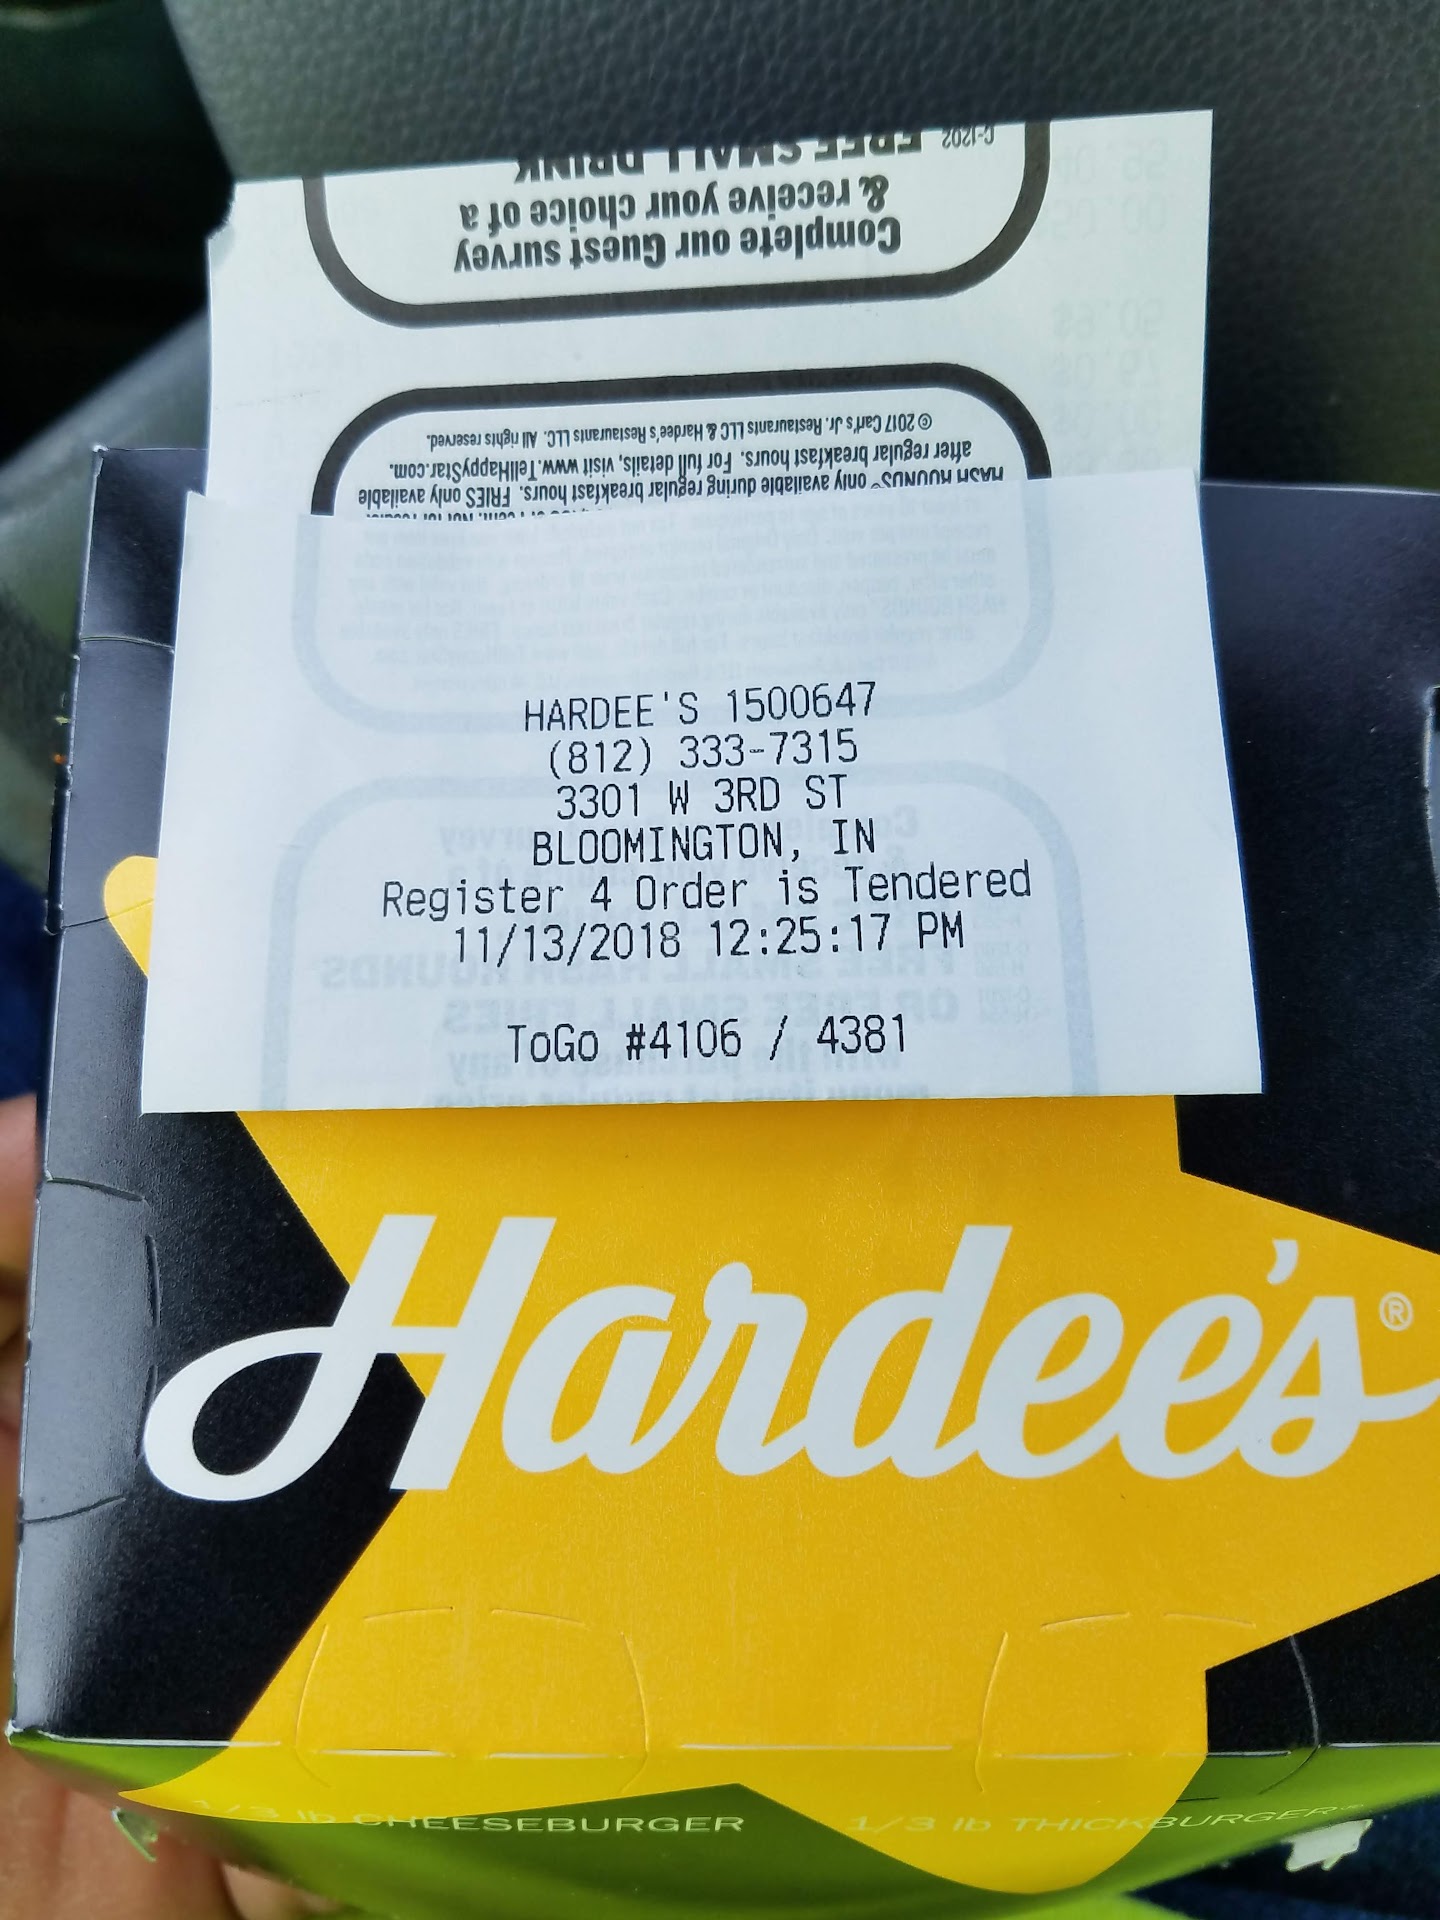 C-1202 FREE SMALL DRINK
& receive your choice of a
Complete our Guest survey
© 2017 Carl's Jr. Restaurants LLC & Hardee's Restaurants LLC. All rights reserved.
after regular breakfast hours. For full details, visit www.TellHappyStar.com.
HASH ROUNDS® only available during regular breakfast hours. FRIES only available
HARDEE'S 1500647
(812) 333-7315
3301 W 3RD ST
BLOOMINGTON, IN
Register 4 Order is Tendered
11/13/2018 12:25:17 PM
ToGo #4106 / 4381
Hardee's®
1/3 lb CHEESEBURGER 1/3 lb THICKBURGER